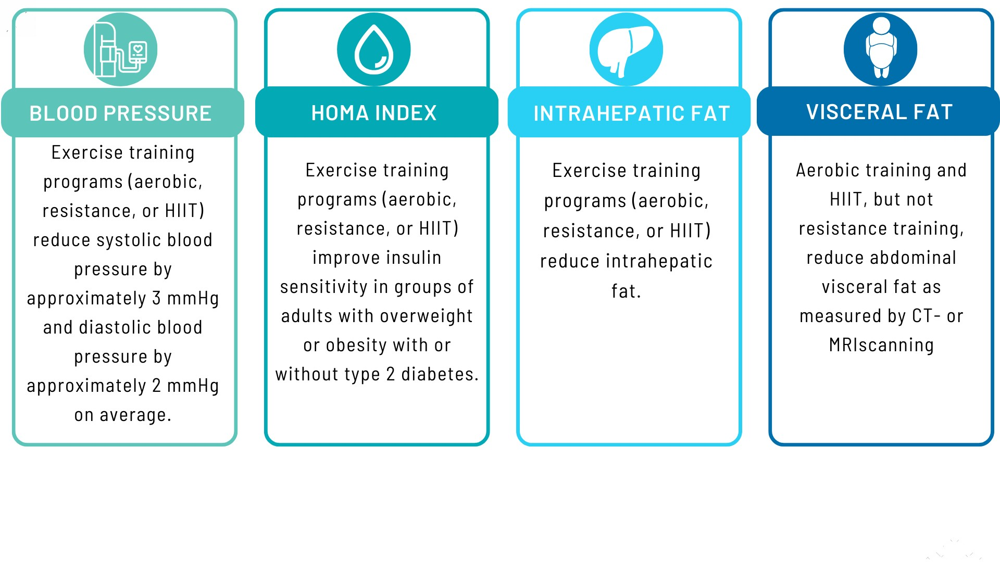 BLOOD PRESSURE
Exercise training
programs (aerobic,
resistance, or HIIT)
reduce systolic blood
pressure by
approximately 3 mmHg
and diastolic blood
pressure by
approximately 2 mmHg
on average.
HOMA INDEX
Exercise training
programs (aerobic,
resistance, or HIIT)
improve insulin
sensitivity in groups of
adults with overweight
or obesity with or
without type 2 diabetes.
INTRAHEPATIC FAT
Exercise training
programs (aerobic,
resistance, or HIIT)
reduce intrahepatic
fat.
VISCERAL FAT
Aerobic training and
HIIT, but not
resistance training,
reduce abdominal
visceral fat as
measured by CT- or
MRIscanning